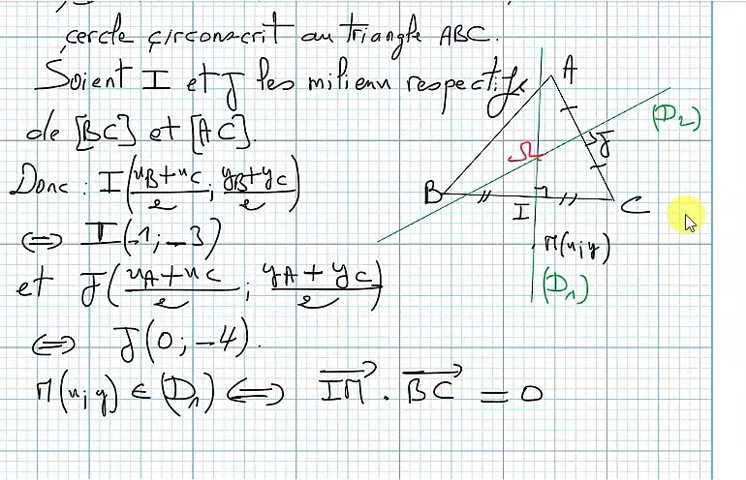 cercle circonscrit au triangle ABC.
Soient I et J les milieu respectifs
de [BC] et [AC].
Donc : I(xB+xC/2 ; yB+yC/2)
⇔ I(-1 ; -3)
et J(xA+xC/2 ; yA+yC/2)
⇔ J(0 ; -4).
M(x;y) ∈ (D1) ⇔ IM . BC = 0
A
(D2)
J
Ω
B
I
C
M(x;y)
(D1)